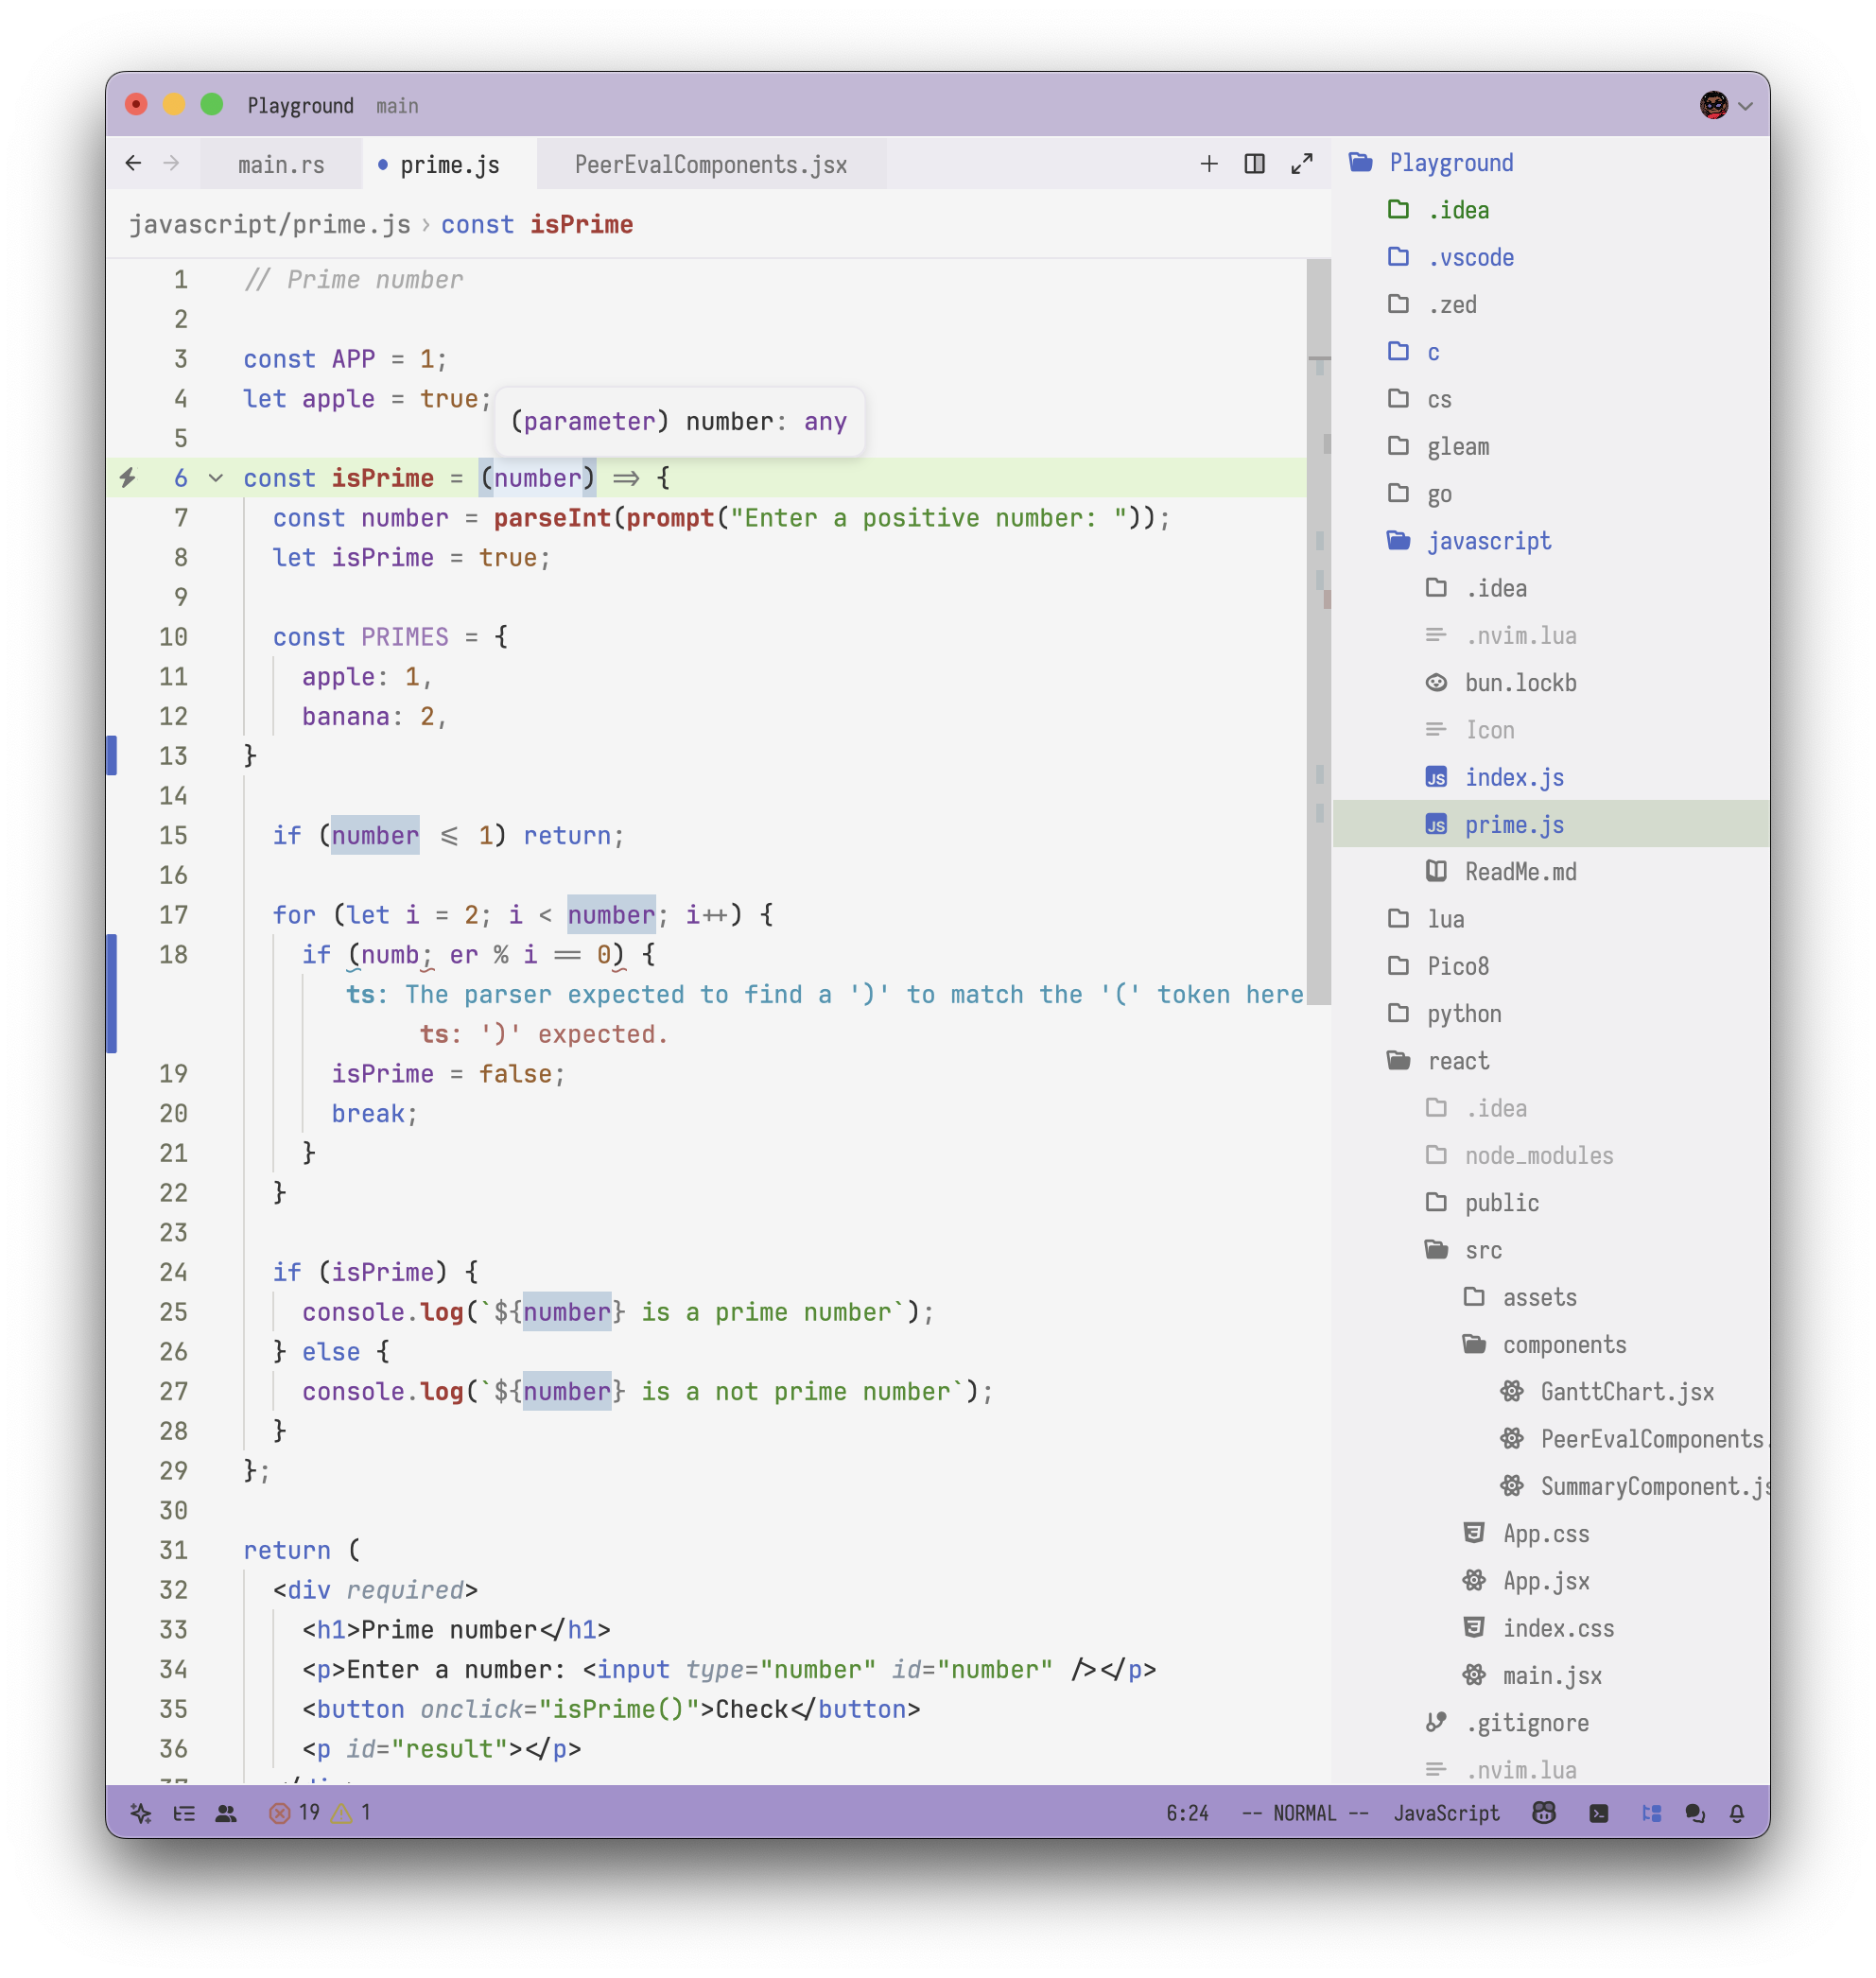 Playground main
main.rs
prime.js
PeerEvalComponents.jsx
javascript/prime.js › const isPrime
1 // Prime number
2
3 const APP = 1;
4 let apple = true;
(parameter) number: any
5
6 const isPrime = (number) => {
7 const number = parseInt(prompt("Enter a positive number: "));
8 let isPrime = true;
9
10 const PRIMES = {
11 apple: 1,
12 banana: 2,
13 }
14
15 if (number <= 1) return;
16
17 for (let i = 2; i < number; i++) {
18 if (numb; er % i == 0) {
ts: The parser expected to find a ')' to match the '(' token here
ts: ')' expected.
19 isPrime = false;
20 break;
21 }
22 }
23
24 if (isPrime) {
25 console.log(`${number} is a prime number`);
26 } else {
27 console.log(`${number} is a not prime number`);
28 }
29 };
30
31 return (
32 <div required>
33 <h1>Prime number</h1>
34 <p>Enter a number: <input type="number" id="number" /></p>
35 <button onclick="isPrime()">Check</button>
36 <p id="result"></p>
Playground
.idea
.vscode
.zed
c
cs
gleam
go
javascript
.idea
.nvim.lua
bun.lockb
Icon
JS index.js
JS prime.js
ReadMe.md
lua
Pico8
python
react
.idea
node_modules
public
src
assets
components
GanttChart.jsx
PeerEvalComponents.
SummaryComponent.js
App.css
App.jsx
index.css
main.jsx
.gitignore
.nvim.lua
19 1
6:24 -- NORMAL -- JavaScript